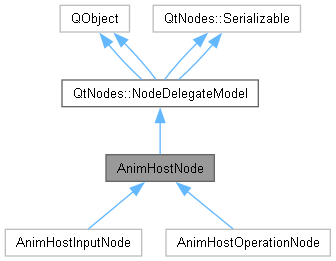 QObject
QtNodes::Serializable
QtNodes::NodeDelegateModel
AnimHostNode
AnimHostInputNode
AnimHostOperationNode